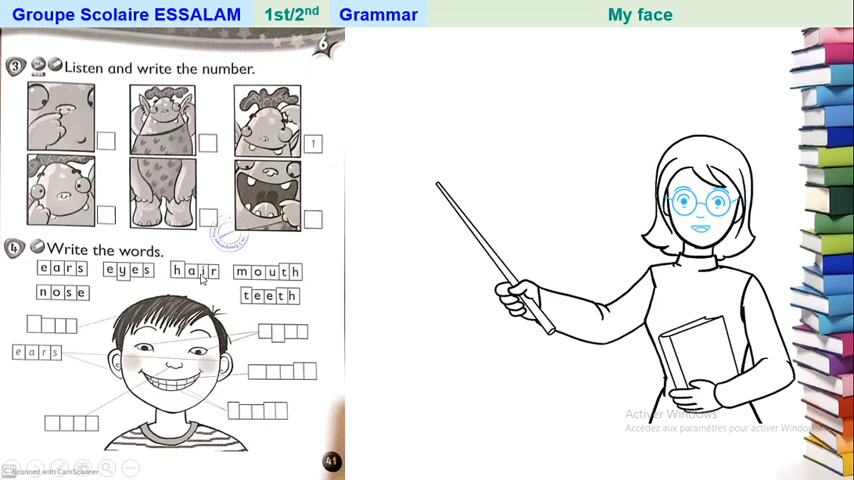 Groupe Scolaire ESSALAM
1st/2nd
Grammar
My face
6
3 Listen and write the number.
1
4 Write the words.
ears eyes hair mouth
nose teeth
ears
41
Scanned with CamScanner
Activer Windows
Accédez aux paramètres pour activer Windows